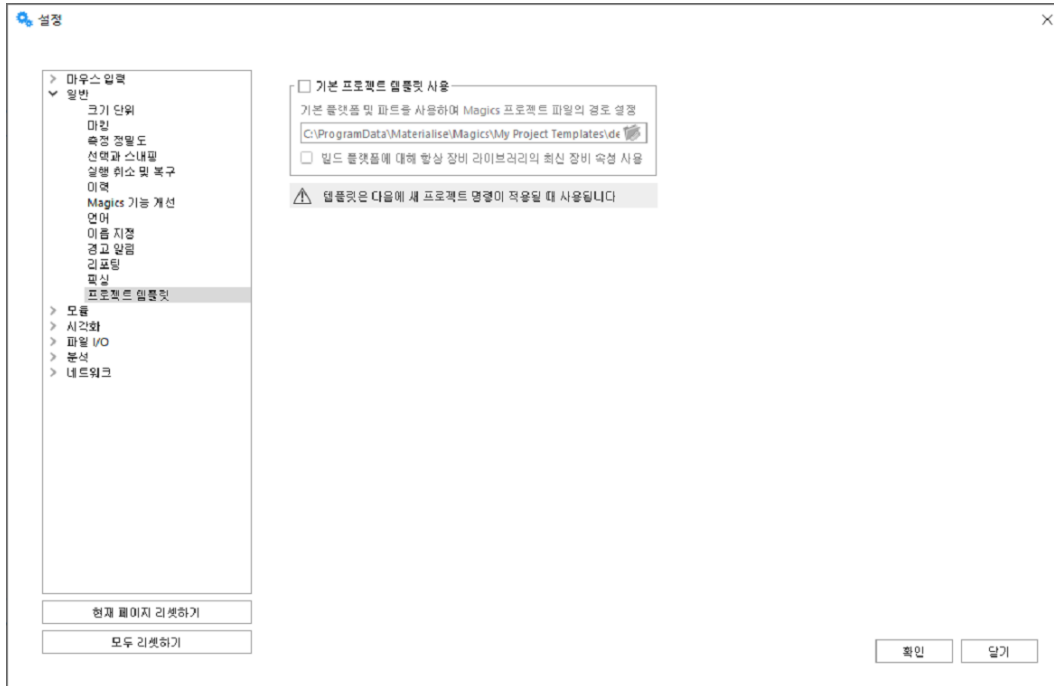 설정
마우스 입력
일반
크기 단위
마킹
측정 정밀도
선택과 스내핑
실행 취소 및 복구
이력
Magics 기능 개선
언어
이름 지정
경고 알림
리포팅
픽싱
프로젝트 템플릿
모듈
시각화
파일 I/O
분석
네트워크
현재 페이지 리셋하기
모두 리셋하기
기본 프로젝트 템플릿 사용
기본 플랫폼 및 파트를 사용하여 Magics 프로젝트 파일의 경로 설정
C:\ProgramData\Materialise\Magics\My Project Templates\de
빌드 플랫폼에 대해 항상 장비 라이브러리의 최신 장비 속성 사용
템플릿은 다음에 새 프로젝트 명령이 적용될 때 사용됩니다
확인
닫기